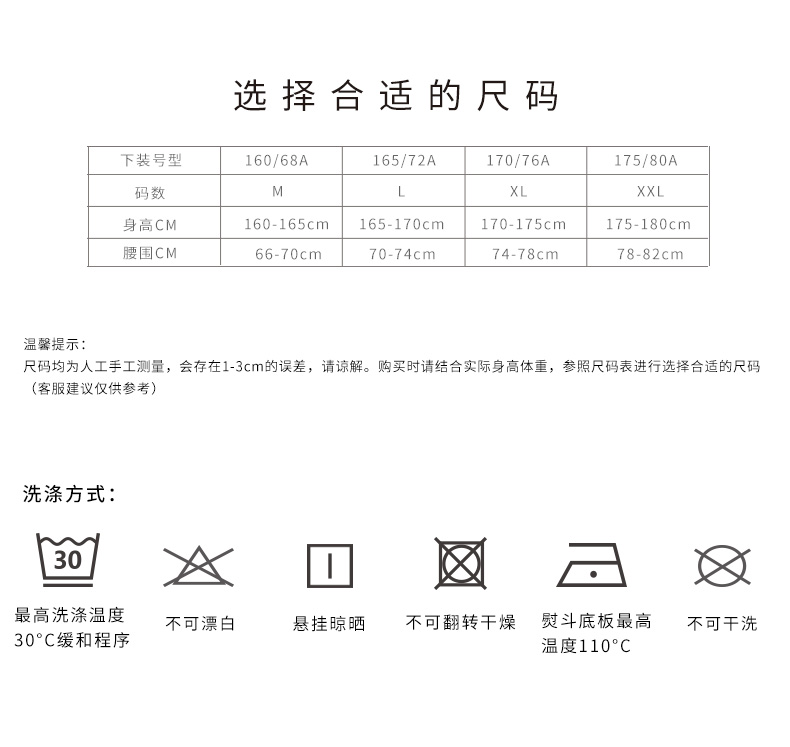 选择合适的尺码
下装号型 160/68A 165/72A 170/76A 175/80A
码数 M L XL XXL
身高CM 160-165cm 165-170cm 170-175cm 175-180cm
腰围CM 66-70cm 70-74cm 74-78cm 78-82cm
温馨提示：
尺码均为人工手工测量，会存在1-3cm的误差，请谅解。购买时请结合实际身高体重，参照尺码表进行选择合适的尺码
（客服建议仅供参考）
洗涤方式：
30
最高洗涤温度
30°C缓和程序
不可漂白
悬挂晾晒
不可翻转干燥
熨斗底板最高
温度110°C
不可干洗